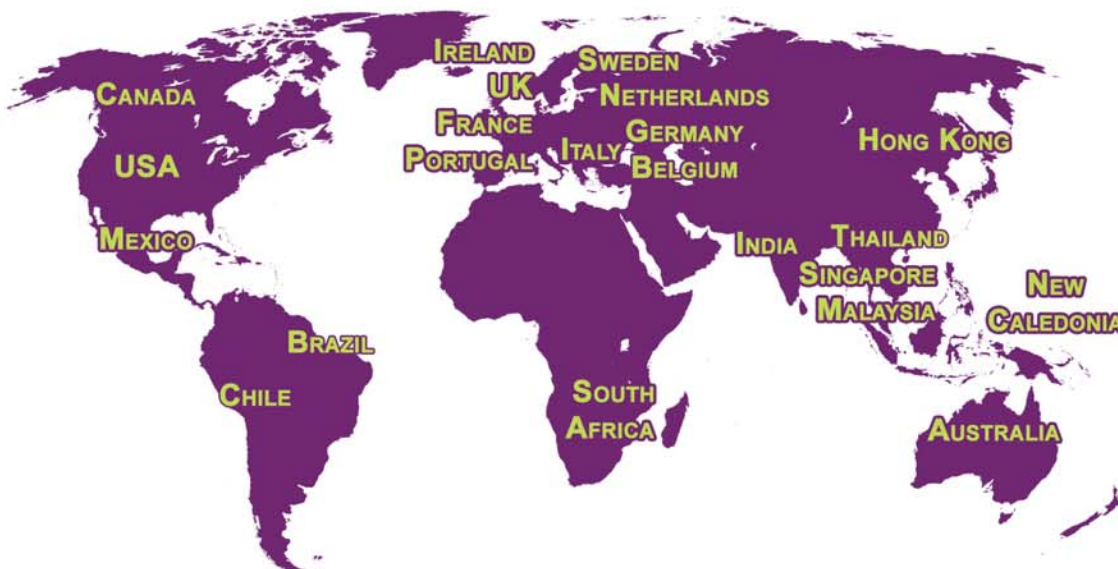 CANADA
USA
MEXICO
BRAZIL
CHILE
IRELAND
UK
FRANCE
PORTUGAL
SWEDEN
NETHERLANDS
GERMANY
ITALY
BELGIUM
SOUTH
AFRICA
HONG KONG
INDIA
THAILAND
SINGAPORE
MALAYSIA
NEW
CALEDONIA
AUSTRALIA